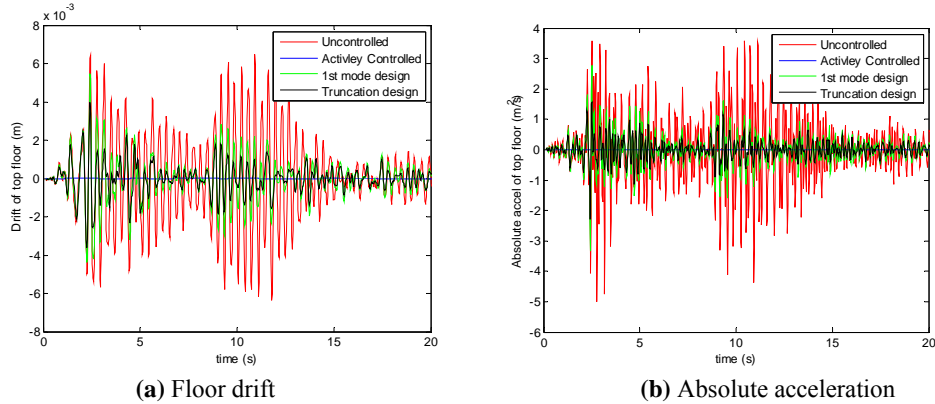 x 10⁻³
8
6
4
2
0
-2
-4
-6
-8
0 5 10 15 20
Drift of top floor (m)
time (s)
Uncontrolled
Activley Controlled
1st mode design
Truncation design
(a) Floor drift
4
3
2
1
0
-1
-2
-3
-4
-5
-6
0 5 10 15 20
Absolute accel of top floor (m/s²)
time (s)
Uncontrolled
Activley Controlled
1st mode design
Truncation design
(b) Absolute acceleration